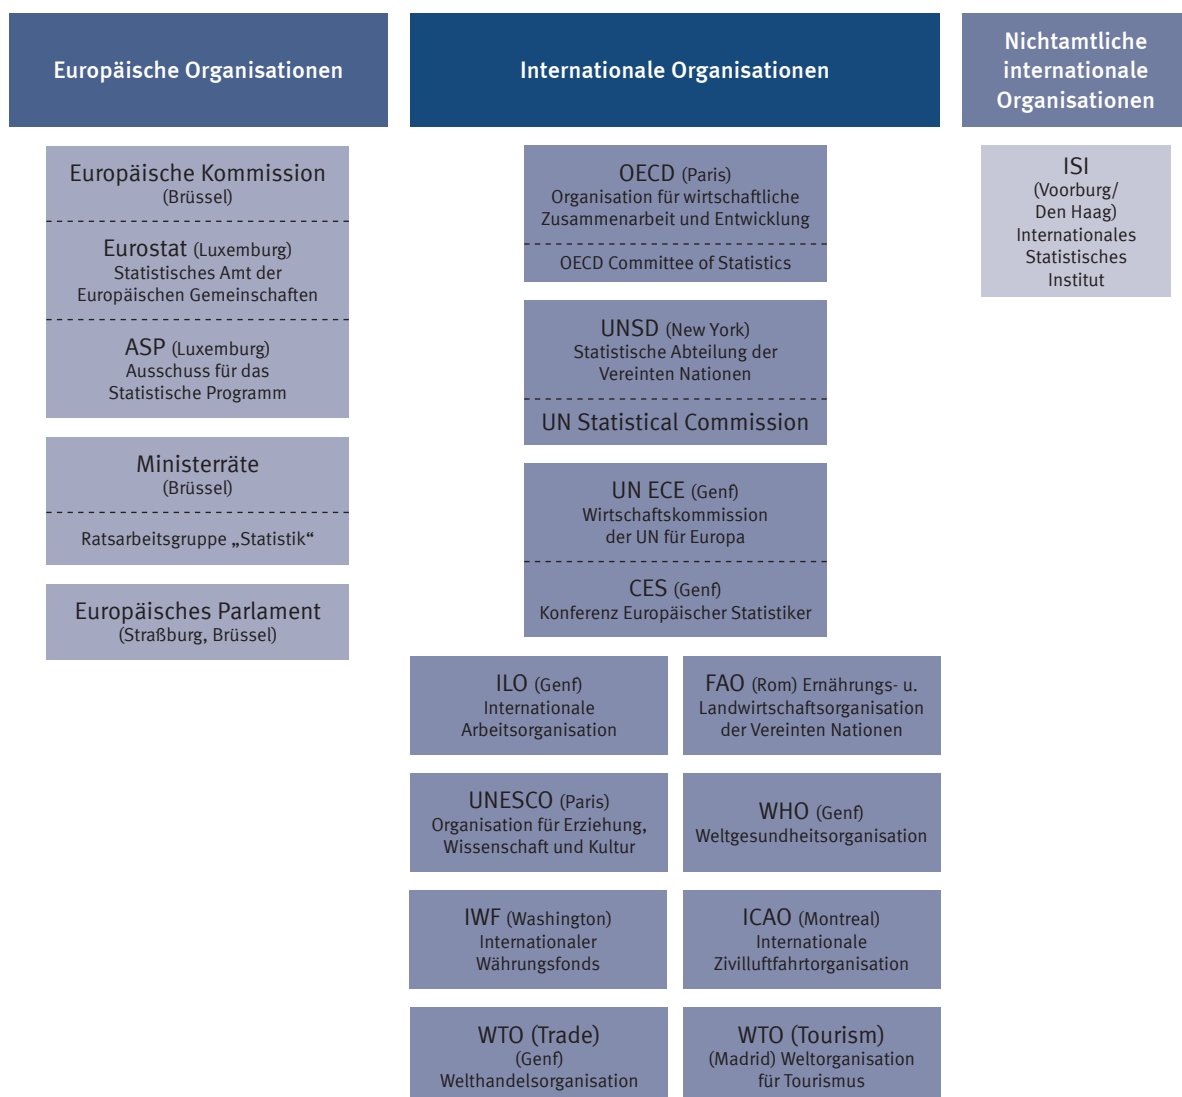 Europäische Organisationen
Europäische Kommission
(Brüssel)
Eurostat (Luxemburg)
Statistisches Amt der
Europäischen Gemeinschaften
ASP (Luxemburg)
Ausschuss für das
Statistische Programm
Ministerräte
(Brüssel)
Ratsarbeitsgruppe „Statistik“
Europäisches Parlament
(Straßburg, Brüssel)
Internationale Organisationen
OECD (Paris)
Organisation für wirtschaftliche
Zusammenarbeit und Entwicklung
OECD Committee of Statistics
UNSD (New York)
Statistische Abteilung der
Vereinten Nationen
UN Statistical Commission
UN ECE (Genf)
Wirtschaftskommission
der UN für Europa
CES (Genf)
Konferenz Europäischer Statistiker
ILO (Genf)
Internationale
Arbeitsorganisation
FAO (Rom) Ernährungs- u.
Landwirtschaftsorganisation
der Vereinten Nationen
UNESCO (Paris)
Organisation für Erziehung,
Wissenschaft und Kultur
WHO (Genf)
Weltgesundheitsorganisation
IWF (Washington)
Internationaler
Währungsfonds
ICAO (Montreal)
Internationale
Zivilluftfahrtorganisation
WTO (Trade)
(Genf)
Welthandelsorganisation
WTO (Tourism)
(Madrid) Weltorganisation
für Tourismus
Nichtamtliche
internationale
Organisationen
ISI
(Voorburg/
Den Haag)
Internationales
Statistisches
Institut